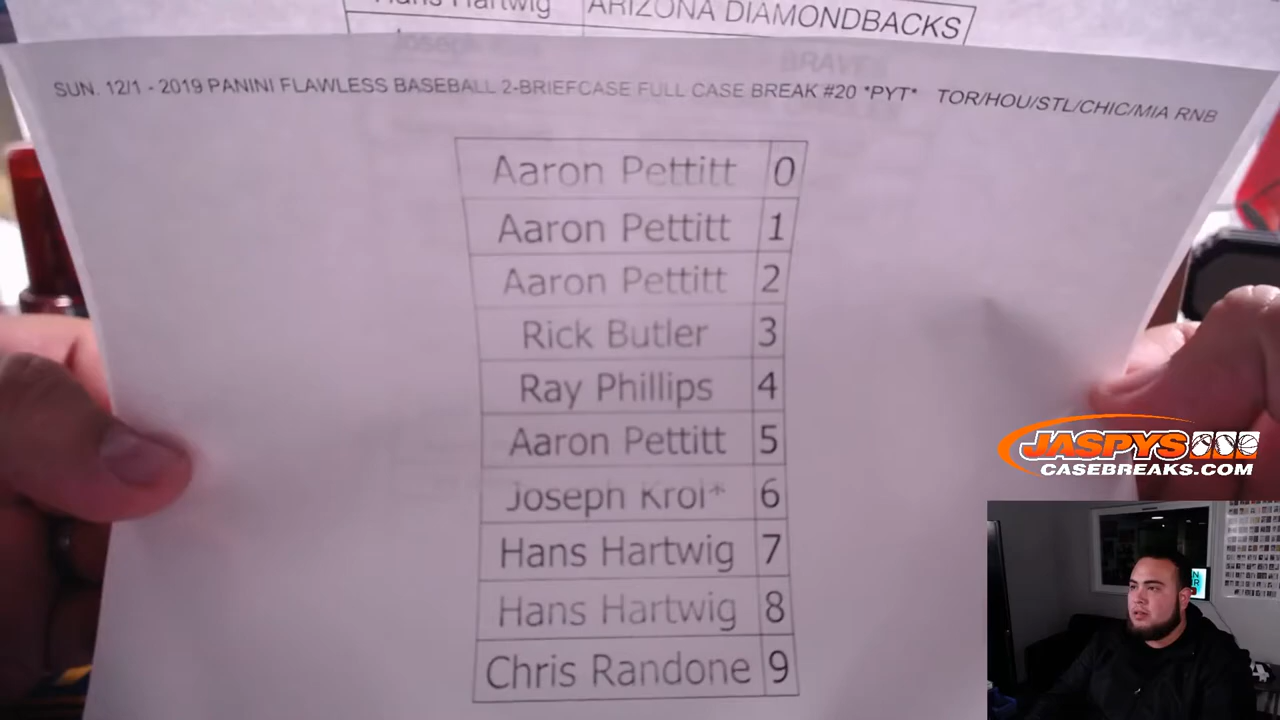 Hans Hartwig ARIZONA DIAMONDBACKS
Joseph BRAVES
SUN. 12/1 - 2019 PANINI FLAWLESS BASEBALL 2-BRIEFCASE FULL CASE BREAK #20 *PYT* TOR/HOU/STL/CHIC/MIA RNB
Aaron Pettitt 0
Aaron Pettitt 1
Aaron Pettitt 2
Rick Butler 3
Ray Phillips 4
Aaron Pettitt 5
Joseph Krol* 6
Hans Hartwig 7
Hans Hartwig 8
Chris Randone 9
JASPYS
CASEBREAKS.COM